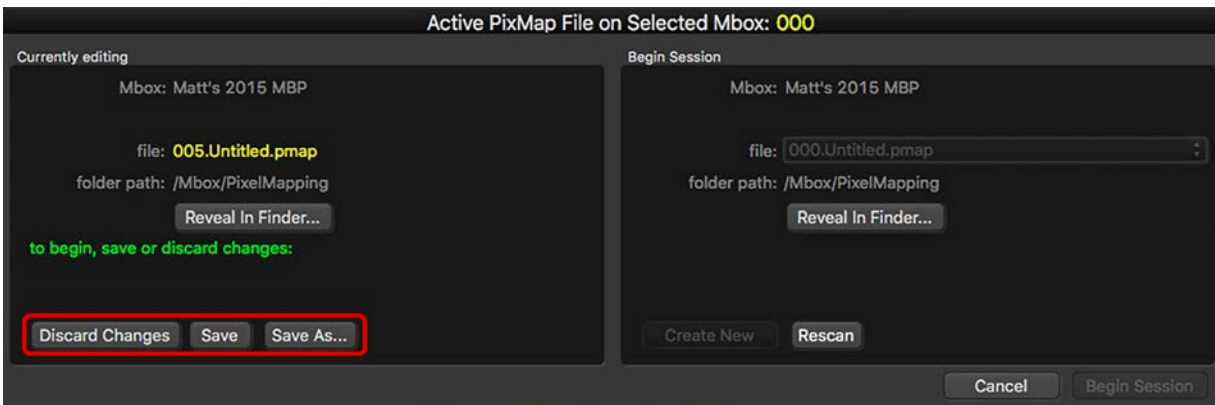 Active PixMap File on Selected Mbox: 000
Currently editing
Mbox: Matt's 2015 MBP
file: 005.Untitled.pmap
folder path: /Mbox/PixelMapping
Reveal In Finder...
to begin, save or discard changes:
Discard Changes Save Save As...
Begin Session
Mbox: Matt's 2015 MBP
file: 000.Untitled.pmap
folder path: /Mbox/PixelMapping
Reveal In Finder...
Create New Rescan
Cancel Begin Session